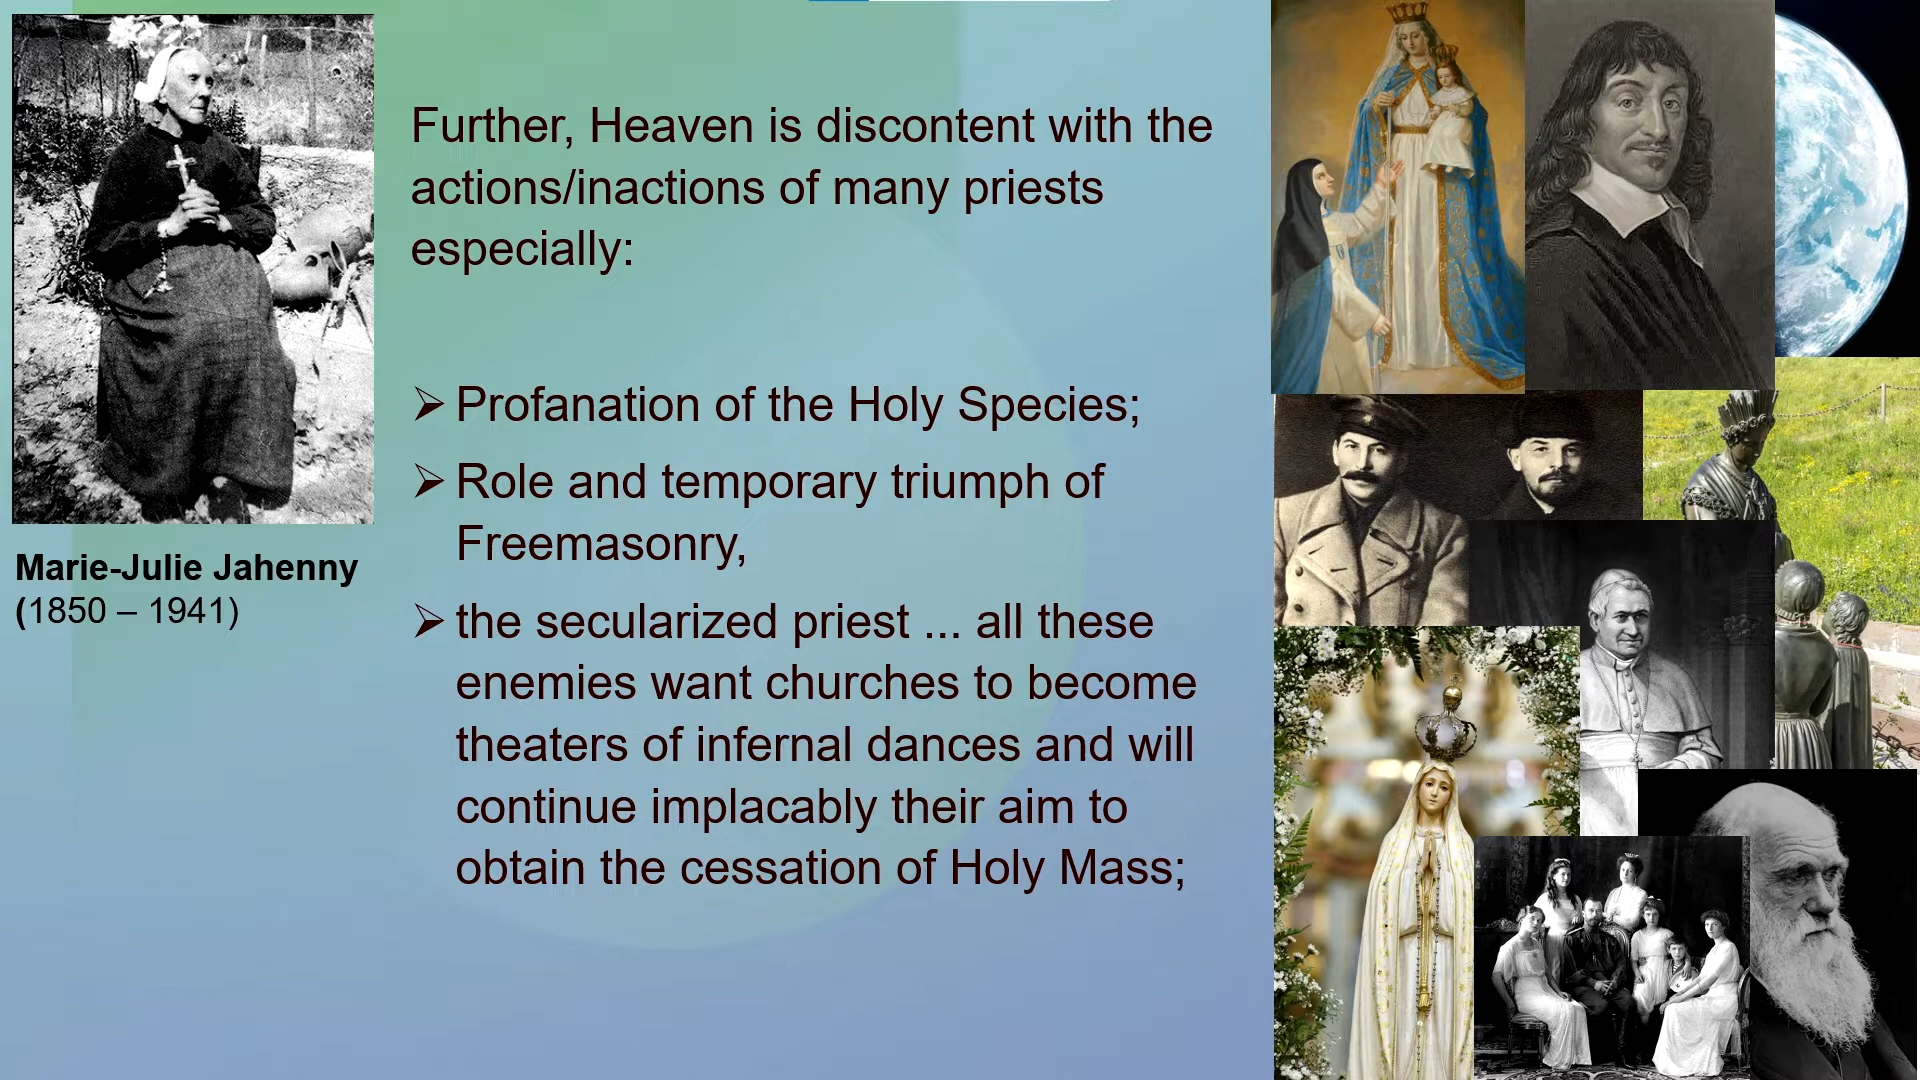 Further, Heaven is discontent with the
actions/inactions of many priests
especially:
➢ Profanation of the Holy Species;
➢ Role and temporary triumph of
Freemasonry,
➢ the secularized priest ... all these
enemies want churches to become
theaters of infernal dances and will
continue implacably their aim to
obtain the cessation of Holy Mass;
Marie-Julie Jahenny
(1850 – 1941)